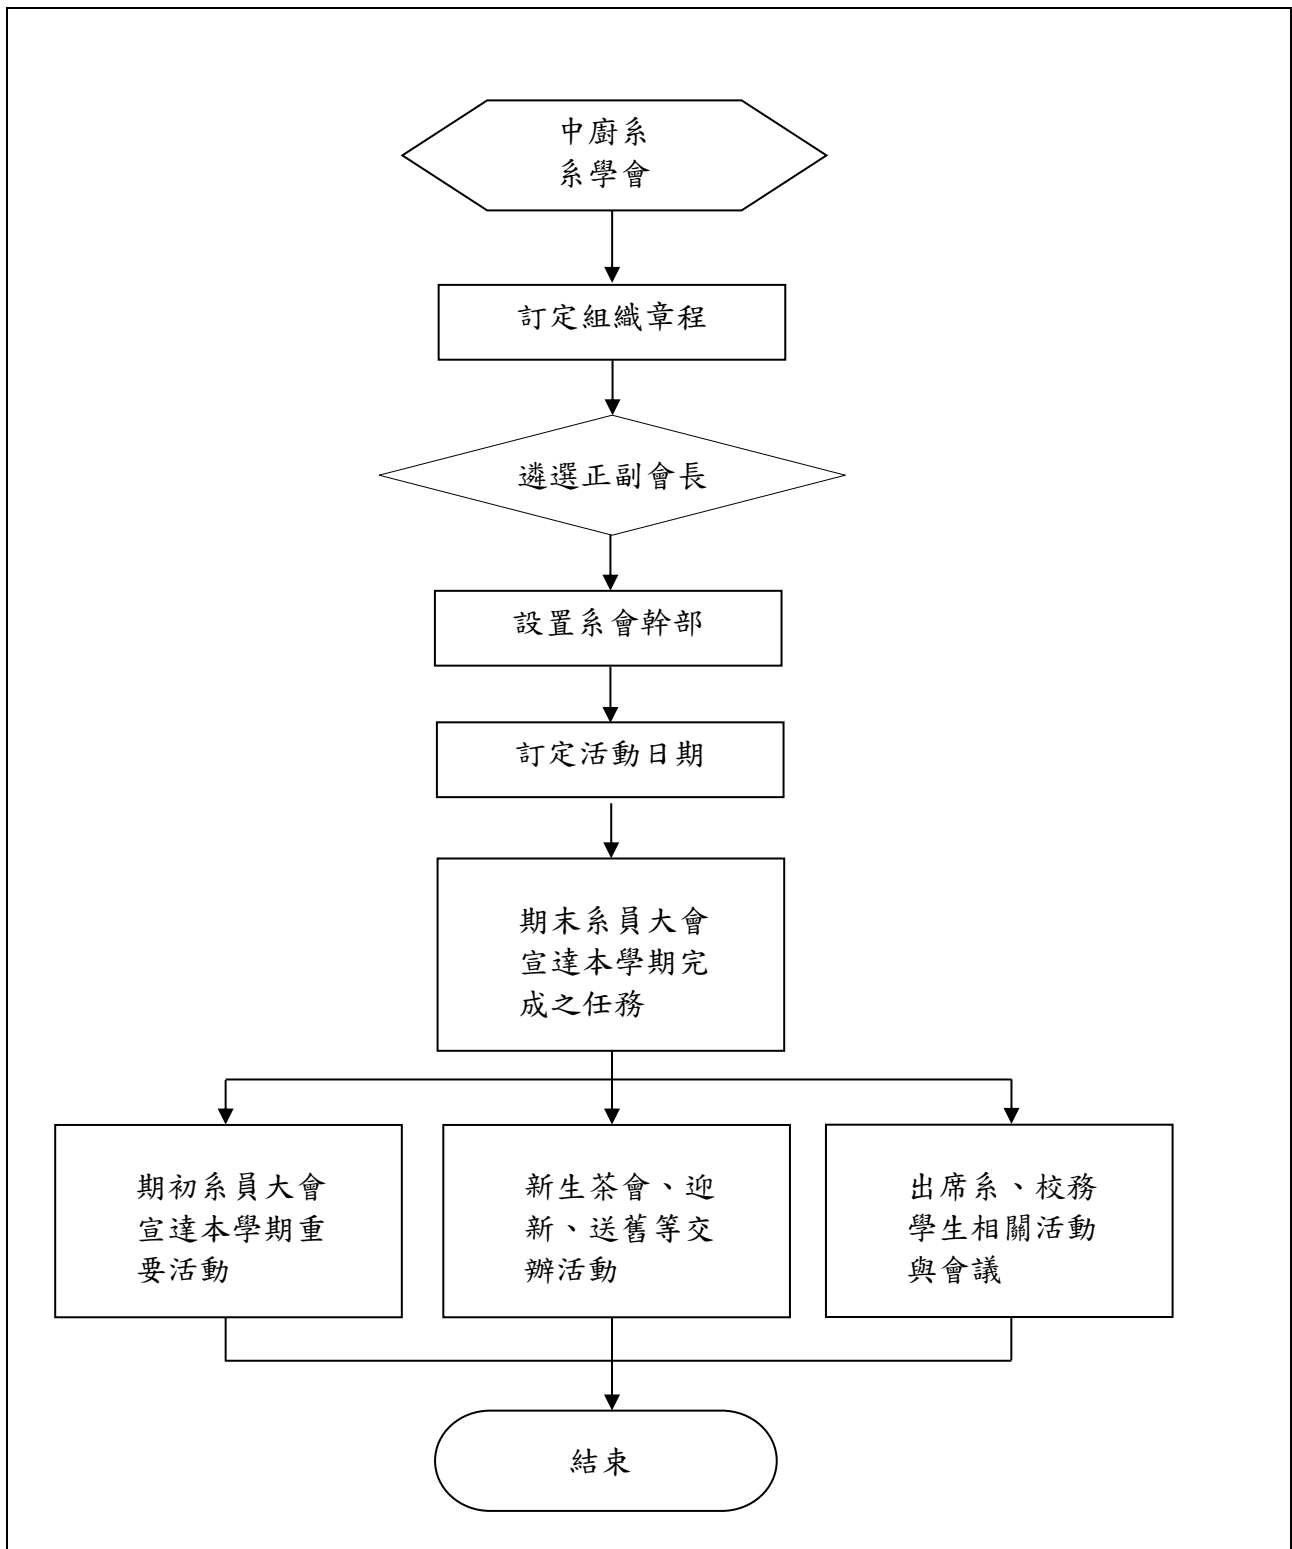 中廚系
系學會
訂定組織章程
遴選正副會長
設置系會幹部
訂定活動日期
期末系員大會
宣達本學期完
成之任務
期初系員大會
宣達本學期重
要活動
新生茶會、迎
新、送舊等交
辦活動
出席系、校務
學生相關活動
與會議
結束